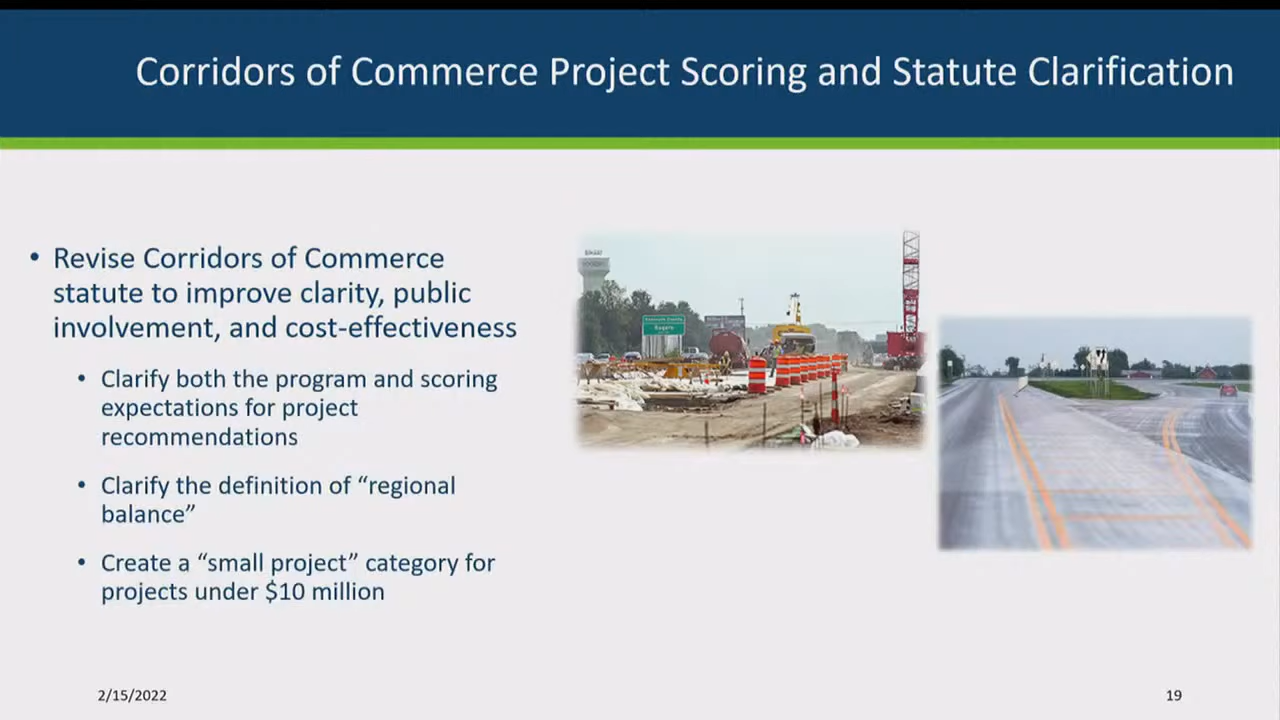 Corridors of Commerce Project Scoring and Statute Clarification
• Revise Corridors of Commerce
statute to improve clarity, public
involvement, and cost-effectiveness
• Clarify both the program and scoring
expectations for project
recommendations
• Clarify the definition of “regional
balance”
• Create a “small project” category for
projects under $10 million
Rogers
2/15/2022
19